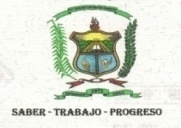 SABER - TRABAJO - PROGRESO